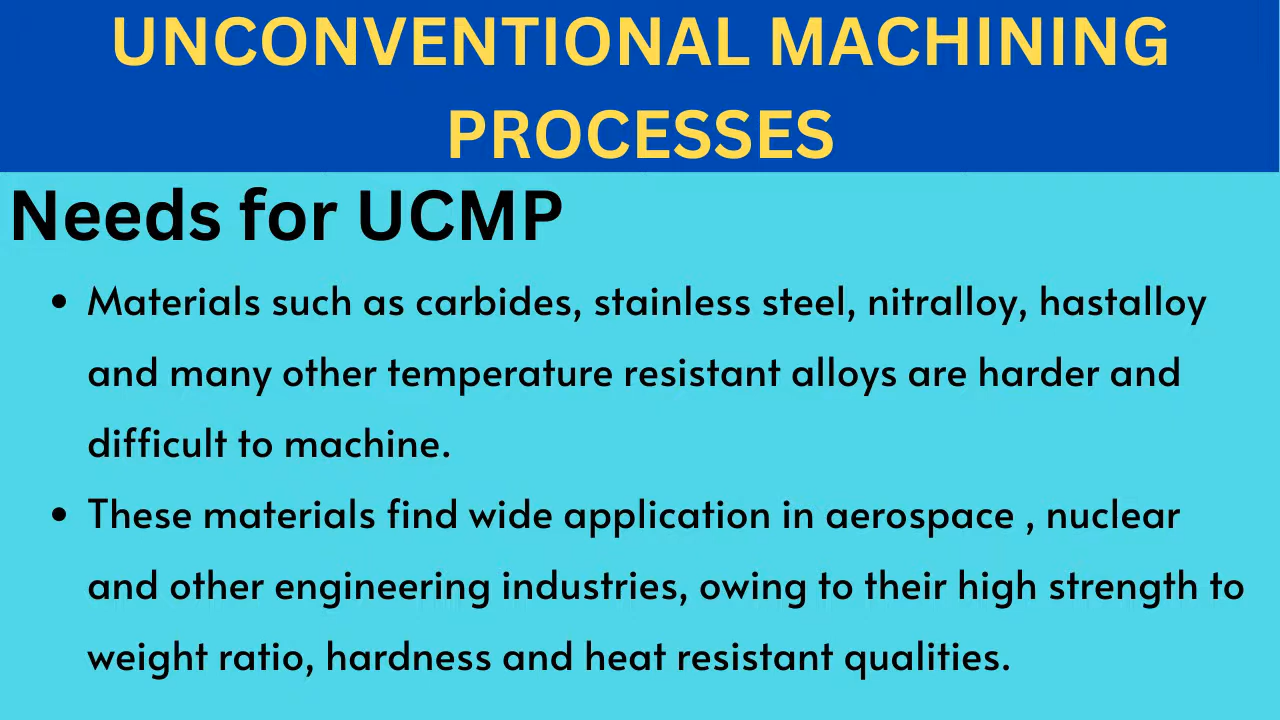 UNCONVENTIONAL MACHINING
PROCESSES
Needs for UCMP
• Materials such as carbides, stainless steel, nitralloy, hastalloy
and many other temperature resistant alloys are harder and
difficult to machine.
• These materials find wide application in aerospace , nuclear
and other engineering industries, owing to their high strength to
weight ratio, hardness and heat resistant qualities.